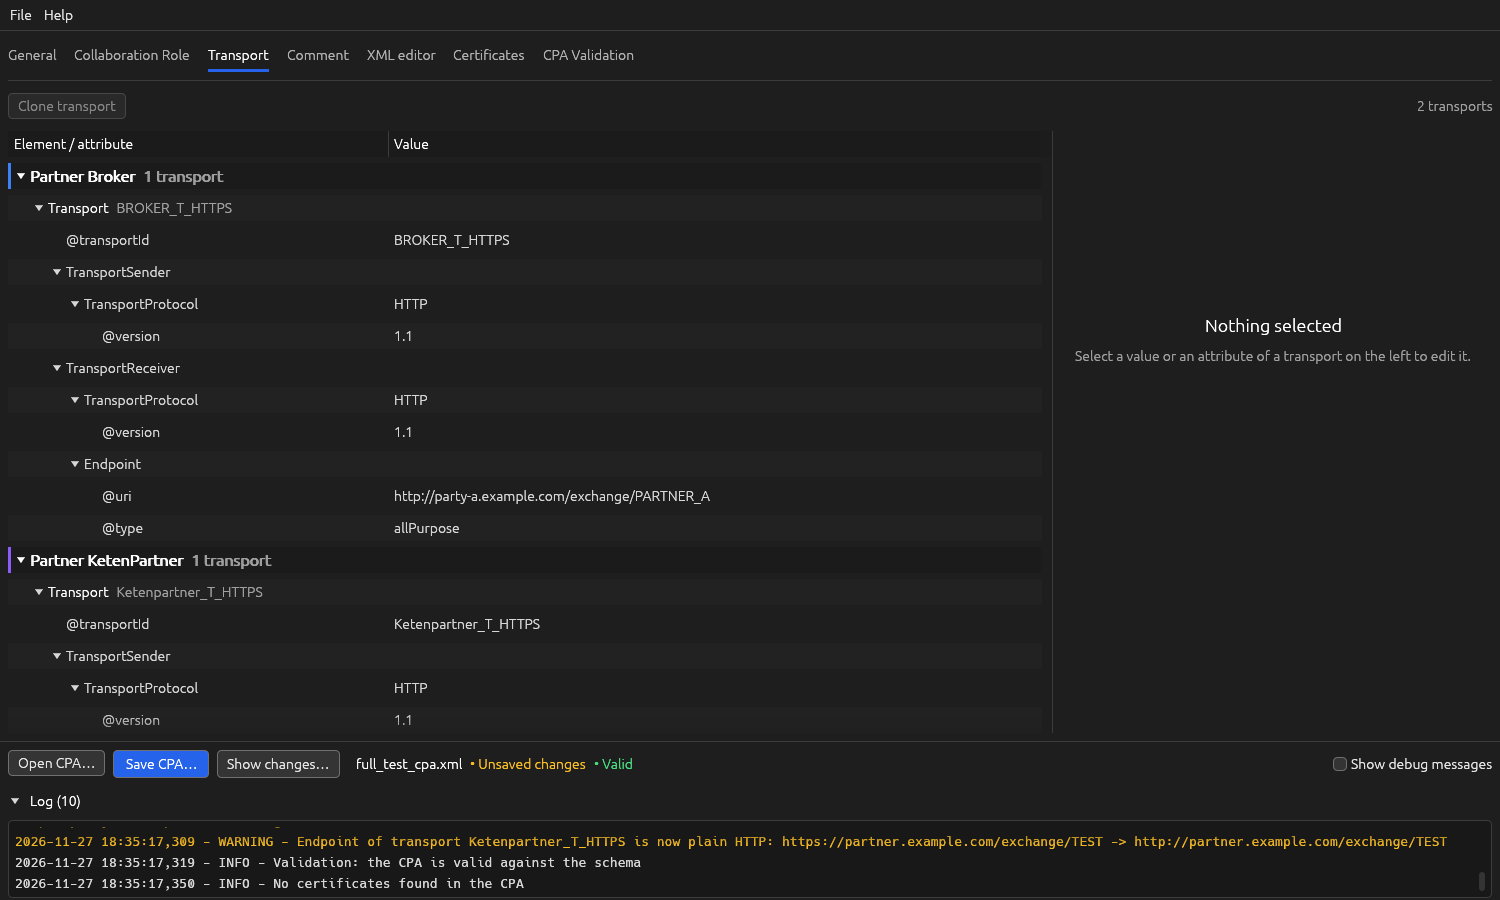 File Help
General Collaboration Role Transport Comment XML editor Certificates CPA Validation
Clone transport 2 transports
Element / attribute Value
Partner Broker 1 transport
Transport BROKER_T_HTTPS
@transportId BROKER_T_HTTPS
TransportSender
TransportProtocol HTTP
@version 1.1
TransportReceiver
TransportProtocol HTTP
@version 1.1
Endpoint
@uri http://party-a.example.com/exchange/PARTNER_A
@type allPurpose
Partner KetenPartner 1 transport
Transport Ketenpartner_T_HTTPS
@transportId Ketenpartner_T_HTTPS
TransportSender
TransportProtocol HTTP
@version 1.1
Nothing selected
Select a value or an attribute of a transport on the left to edit it.
Open CPA... Save CPA... Show changes... full_test_cpa.xml • Unsaved changes • Valid Show debug messages
Log (10)
2026-11-27 18:35:17,309 - WARNING - Endpoint of transport Ketenpartner_T_HTTPS is now plain HTTP: https://partner.example.com/exchange/TEST -> http://partner.example.com/exchange/TEST
2026-11-27 18:35:17,319 - INFO - Validation: the CPA is valid against the schema
2026-11-27 18:35:17,350 - INFO - No certificates found in the CPA